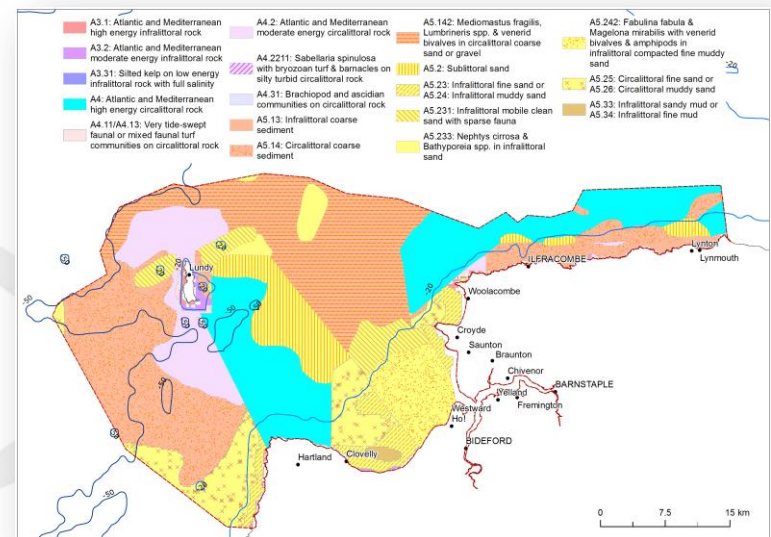 A3.1: Atlantic and Mediterranean
high energy infralittoral rock
A3.2: Atlantic and Mediterranean
moderate energy infralittoral rock
A3.31: Silted kelp on low energy
infralittoral rock with full salinity
A4: Atlantic and Mediterranean
high energy circalittoral rock
A4.11/A4.13: Very tide-swept
faunal or mixed faunal turf
communities on circalittoral rock
A4.2: Atlantic and Mediterranean
moderate energy circalittoral rock
A4.2211: Sabellaria spinulosa
with bryozoan turf & barnacles on
silty turbid circalittoral rock
A4.31: Brachiopod and ascidian
communities on circalittoral rock
A5.13: Infralittoral coarse
sediment
A5.14: Circalittoral coarse
sediment
A5.142: Mediomastus fragilis,
Lumbrineris spp. & venerid
bivalves in circalittoral coarse
sand or gravel
A5.2: Sublittoral sand
A5.23: Infralittoral fine sand or
A5.24: Infralittoral muddy sand
A5.231: Infralittoral mobile clean
sand with sparse fauna
A5.233: Nephtys cirrosa &
Bathyporeia spp. in infralittoral
sand
A5.242: Fabulina fabula &
Magelona mirabilis with venerid
bivalves & amphipods in
infralittoral compacted fine muddy
sand
A5.25: Circalittoral fine sand or
A5.26: Circalittoral muddy sand
A5.33: Infralittoral sandy mud or
A5.34: Infralittoral fine mud
-20
Lynton
Lynmouth
ILFRACOMBE
-20
Lundy
-20
-50
-50
Woolacombe
Croyde
Saunton
Braunton
Chivenor
BARNSTAPLE
-50
Yelland
Fremington
Westward
Ho!
BIDEFORD
Hartland
Clovelly
-50
-50
0 7.5 15 km